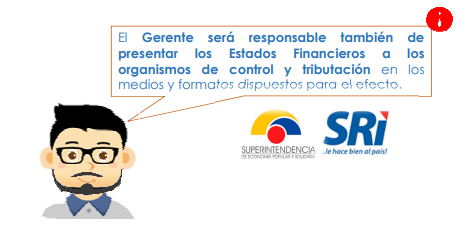 i
El Gerente será responsable también de
presentar los Estados Financieros a los
organismos de control y tributación en los
medios y formatos dispuestos para el efecto.
SUPERINTENDENCIA
DE ECONOMÍA POPULAR Y SOLIDARIA
SRi
...le hace bien al país!